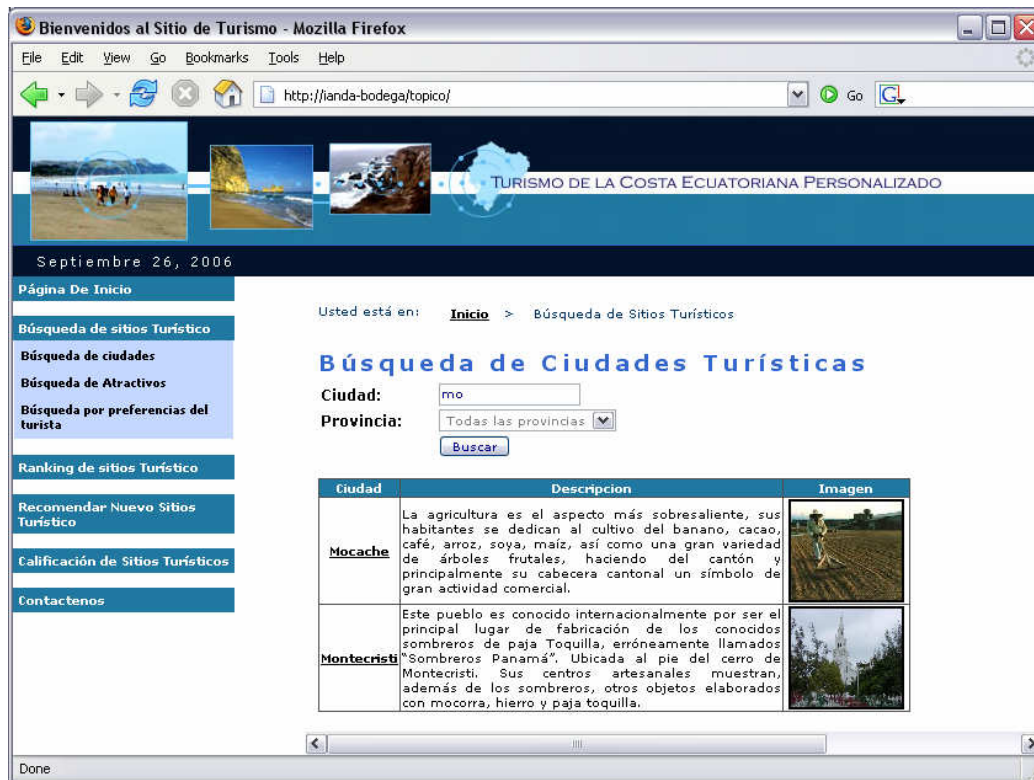 Bienvenidos al Sitio de Turismo - Mozilla Firefox
File Edit View Go Bookmarks Tools Help
http://ianda-bodega/topico/ Go G
TURISMO DE LA COSTA ECUATORIANA PERSONALIZADO
Septiembre 26, 2006
Página De Inicio
Búsqueda de sitios Turístico
Búsqueda de ciudades
Búsqueda de Atractivos
Búsqueda por preferencias del
turista
Ranking de sitios Turístico
Recomendar Nuevo Sitios
Turístico
Calificación de Sitios Turísticos
Contactenos
Usted está en: Inicio > Búsqueda de Sitios Turísticos
Búsqueda de Ciudades Turísticas
Ciudad: mo
Provincia: Todas las provincias
Buscar
Ciudad Descripcion Imagen
Mocache
La agricultura es el aspecto más sobresaliente, sus
habitantes se dedican al cultivo del banano, cacao,
café, arroz, soya, maíz, así como una gran variedad
de árboles frutales, haciendo del cantón y
principalmente su cabecera cantonal un símbolo de
gran actividad comercial.
Montecristi
Este pueblo es conocido internacionalmente por ser el
principal lugar de fabricación de los conocidos
sombreros de paja Toquilla, erróneamente llamados
"Sombreros Panamá". Ubicada al pie del cerro de
Montecristi. Sus centros artesanales muestran,
además de los sombreros, otros objetos elaborados
con mocorra, hierro y paja toquilla.
Done